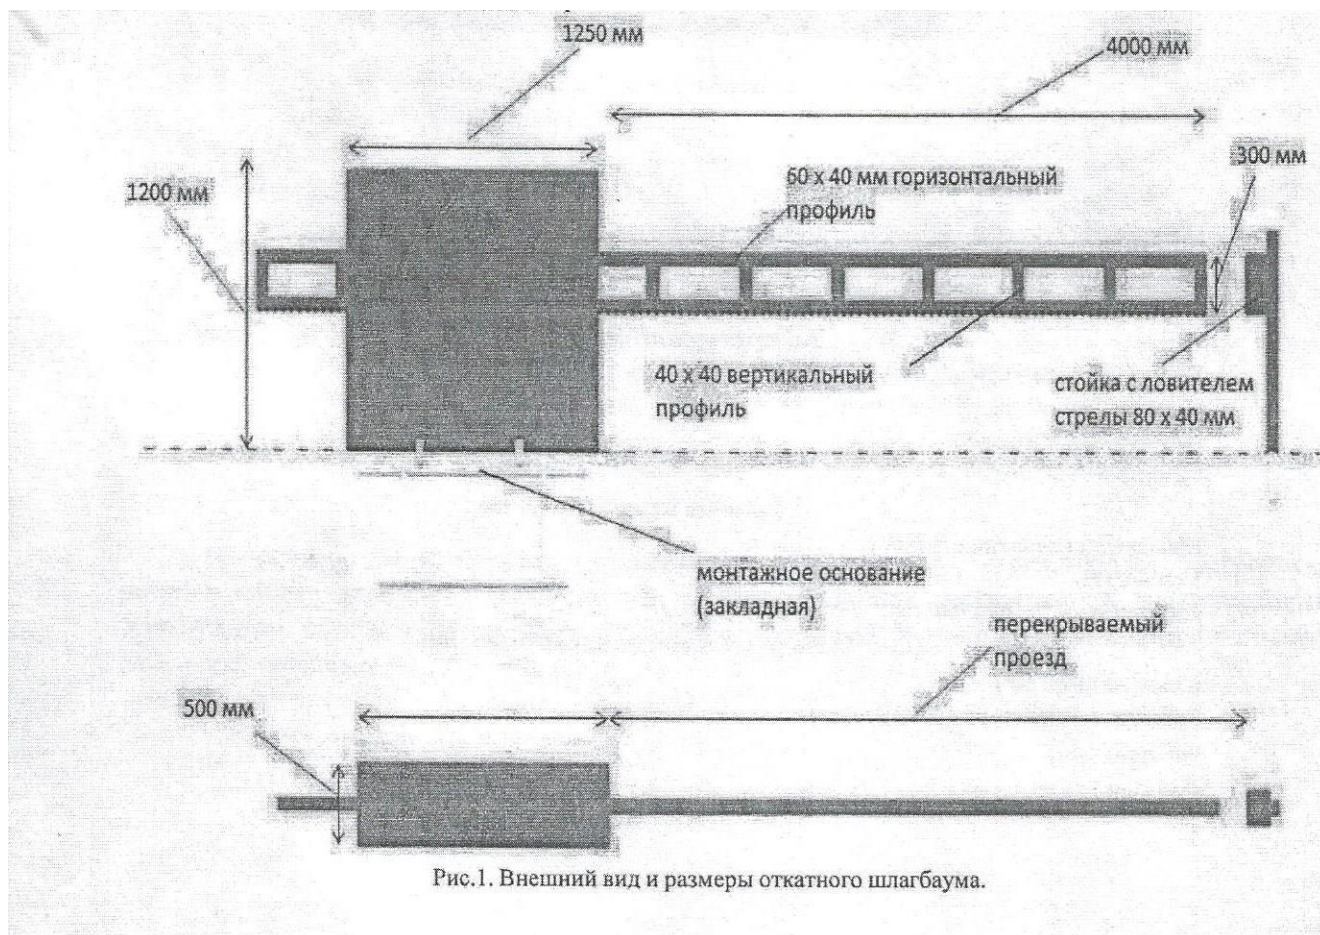 1250 мм
4000 мм
1200 мм
60 х 40 мм горизонтальный
профиль
300 мм
40 х 40 вертикальный
профиль
стойка с ловителем
стрелы 80 х 40 мм
монтажное основание
(закладная)
перекрываемый
проезд
500 мм
Рис.1. Внешний вид и размеры откатного шлагбаума.